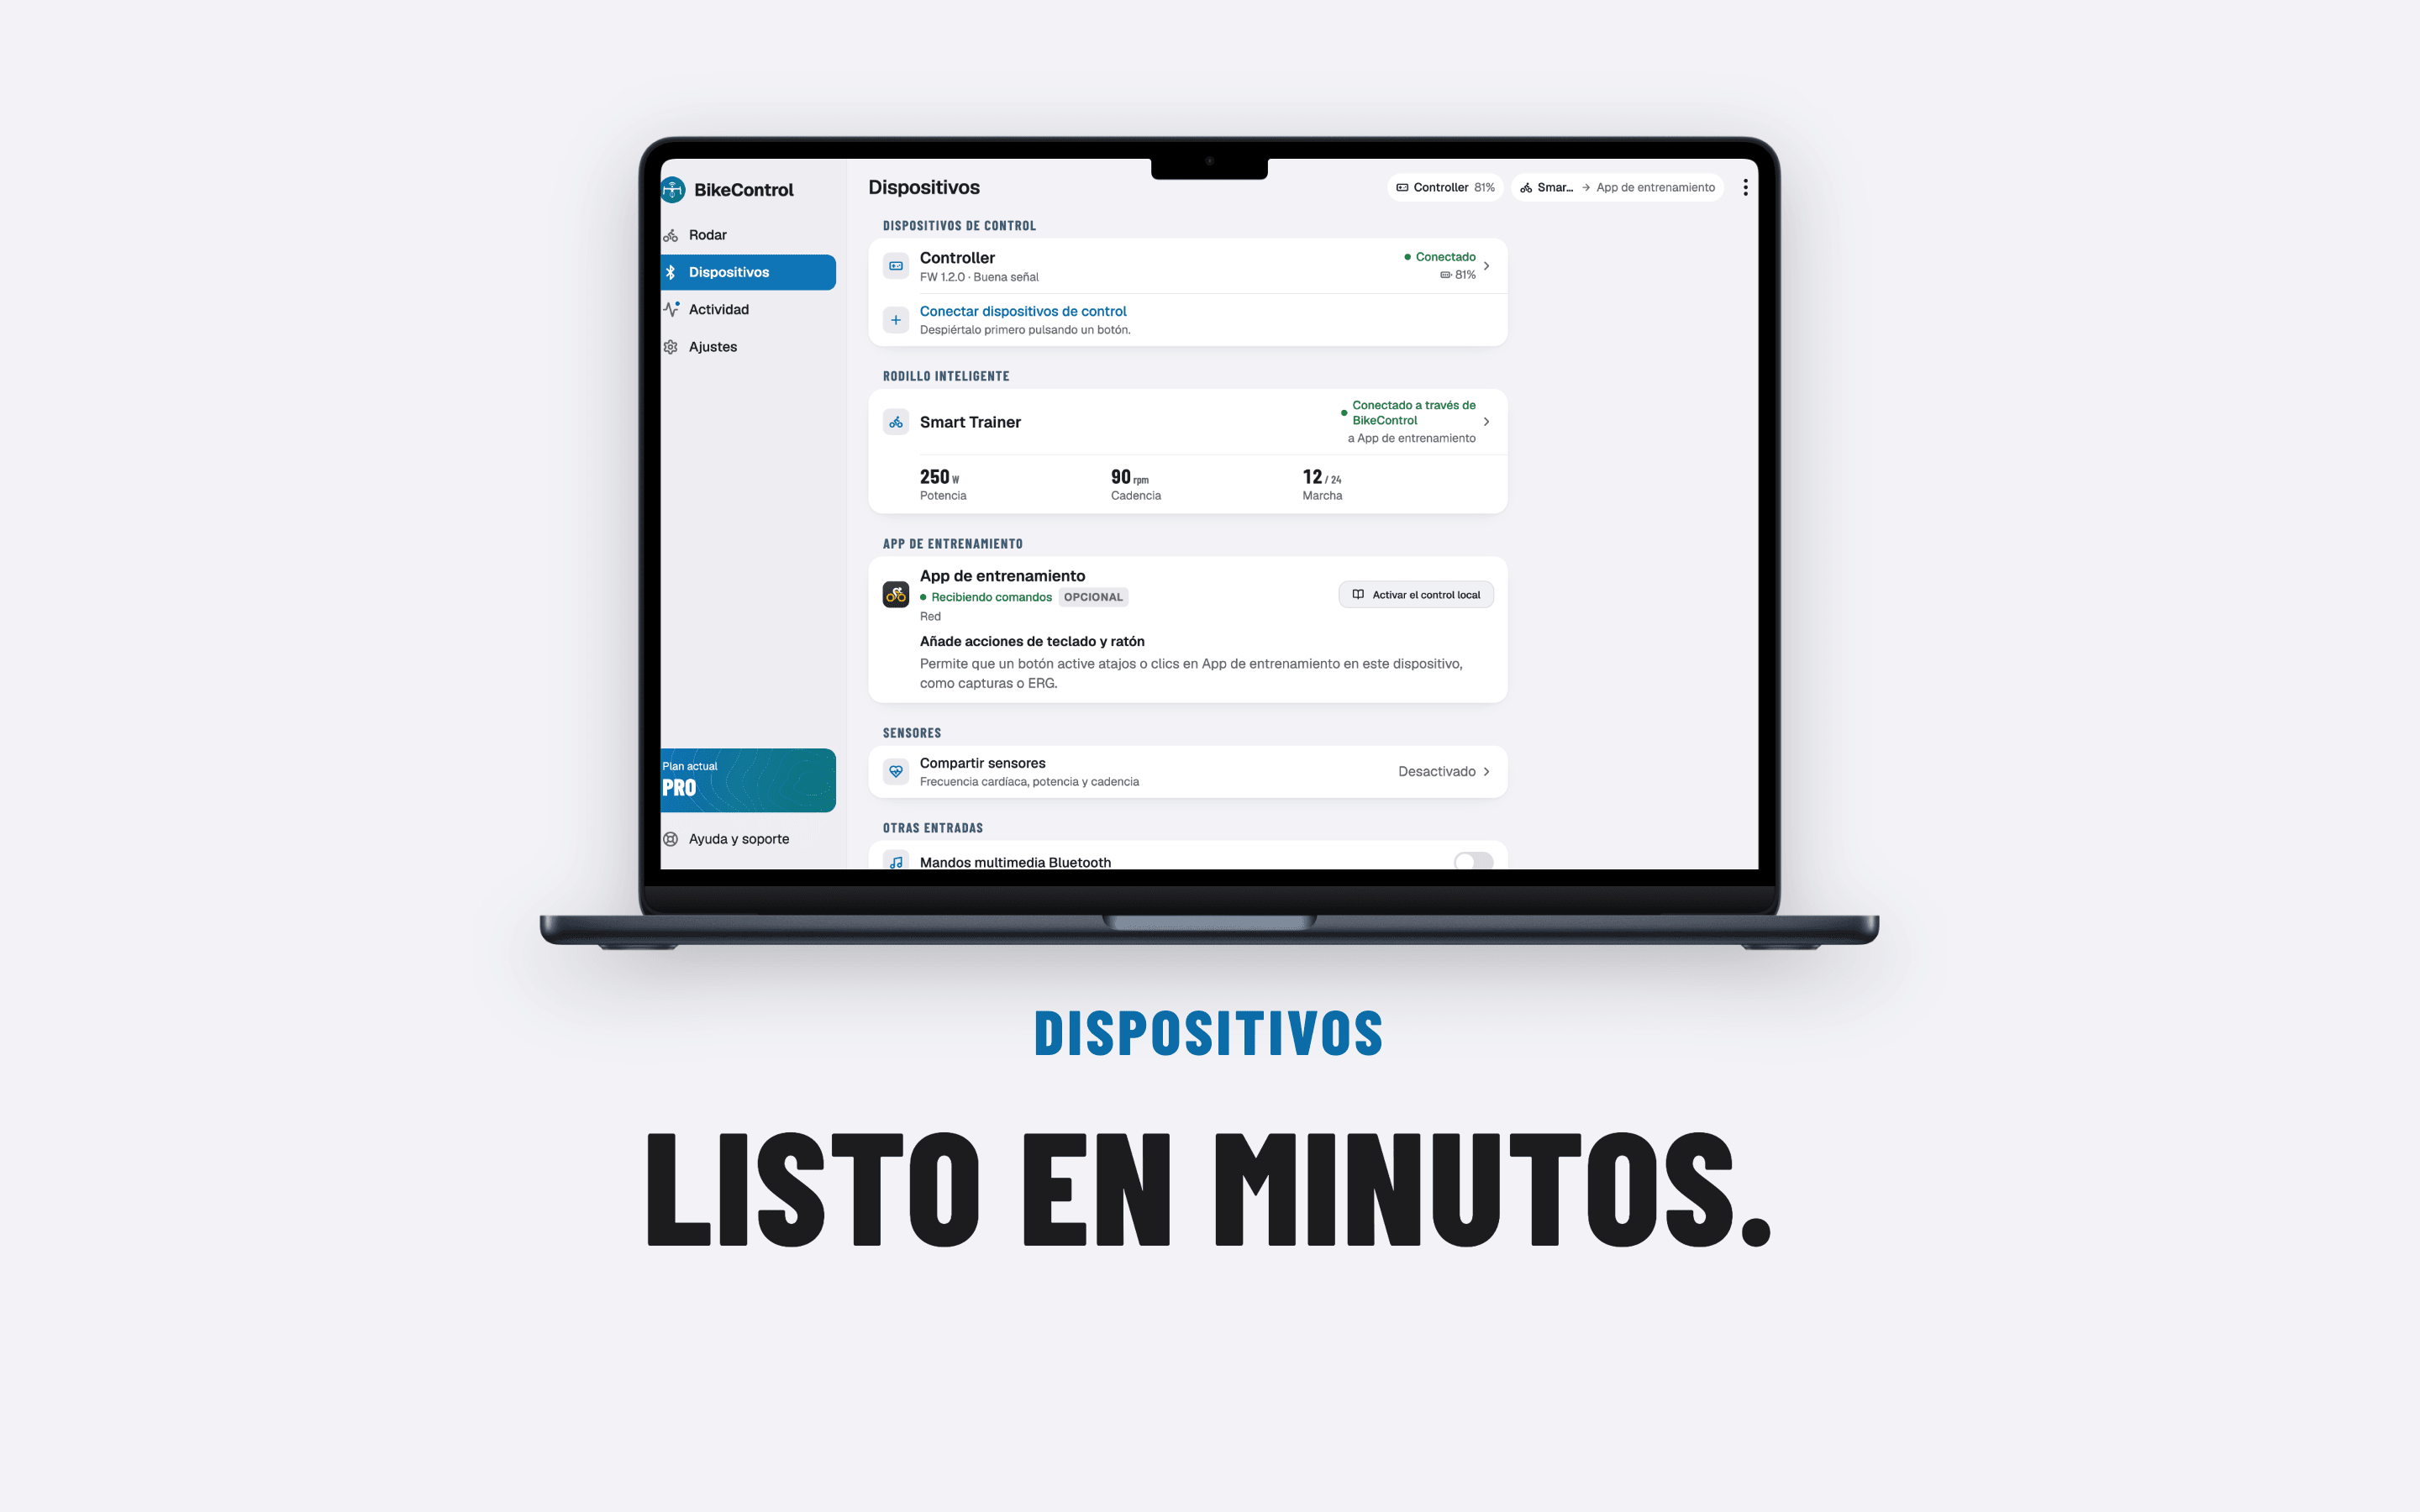 BikeControl
Rodar
Dispositivos
Actividad
Ajustes
Plan actual
PRO
Ayuda y soporte
Dispositivos
Controller 81%
Smar... → App de entrenamiento
DISPOSITIVOS DE CONTROL
Controller
FW 1.2.0 · Buena señal
Conectado
81%
Conectar dispositivos de control
Despiértalo primero pulsando un botón.
RODILLO INTELIGENTE
Smart Trainer
Conectado a través de
BikeControl
a App de entrenamiento
250 W
Potencia
90 rpm
Cadencia
12 / 24
Marcha
APP DE ENTRENAMIENTO
App de entrenamiento
Recibiendo comandos OPCIONAL
Red
Activar el control local
Añade acciones de teclado y ratón
Permite que un botón active atajos o clics en App de entrenamiento en este dispositivo,
como capturas o ERG.
SENSORES
Compartir sensores
Frecuencia cardíaca, potencia y cadencia
Desactivado
OTRAS ENTRADAS
Mandos multimedia Bluetooth
DISPOSITIVOS
LISTO EN MINUTOS.